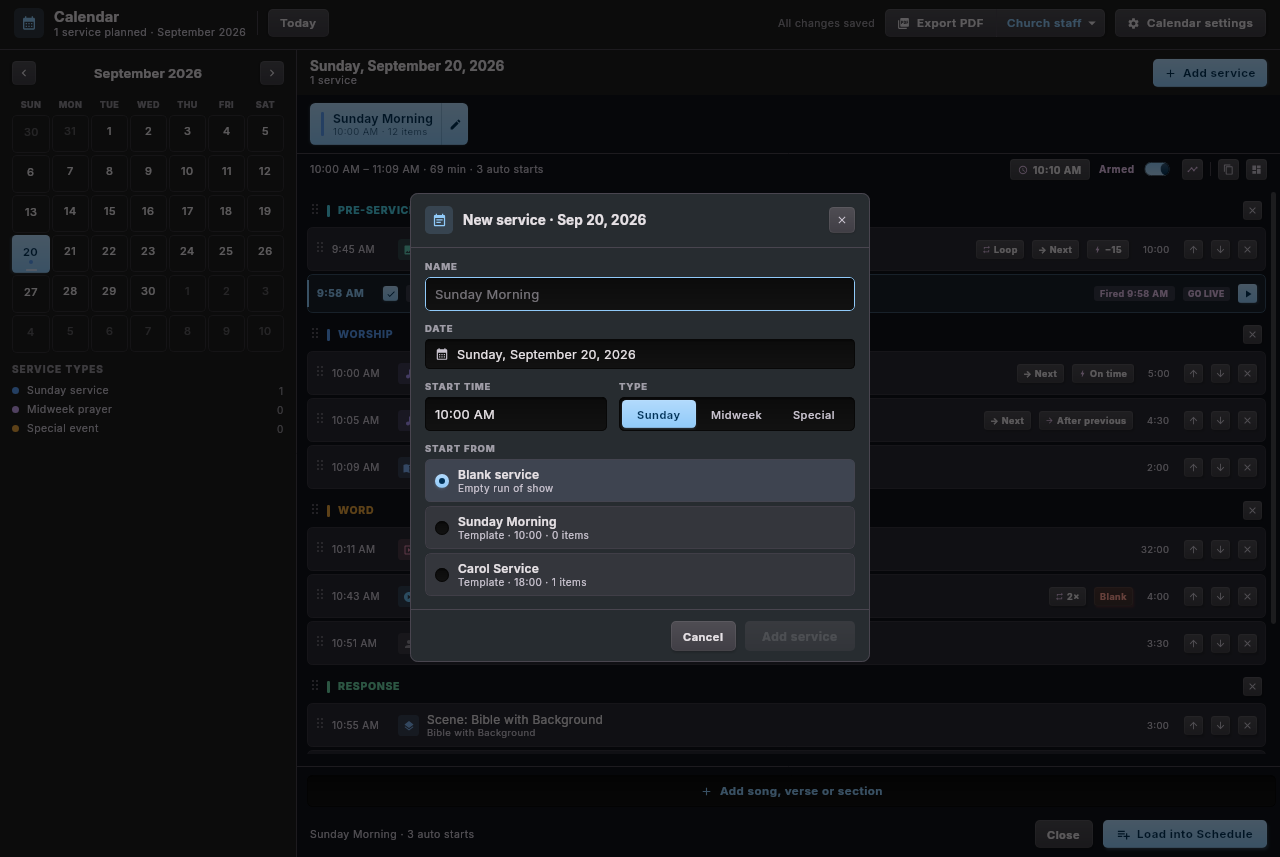 Calendar
1 service planned · September 2026
Today
All changes saved
Export PDF
Church staff
Calendar settings
September 2026
SUN MON TUE WED THU FRI SAT
30 31 1 2 3 4 5
6 7 8 9 10 11 12
13 14 15 16 17 18 19
20 21 22 23 24 25 26
27 28 29 30 1 2 3
4 5 6 7 8 9 10
SERVICE TYPES
Sunday service 1
Midweek prayer 0
Special event 0
Sunday, September 20, 2026
1 service
Add service
Sunday Morning
10:00 AM · 12 items
10:00 AM – 11:09 AM · 69 min · 3 auto starts
10:10 AM
Armed
PRE-SERVIC
9:45 AM Loop Next −15 10:00
9:58 AM Fired 9:58 AM GO LIVE
WORSHIP
10:00 AM Next On time 5:00
10:05 AM Next After previous 4:30
10:09 AM 2:00
WORD
10:11 AM 32:00
10:43 AM 2× Blank 4:00
10:51 AM 3:30
RESPONSE
10:55 AM Scene: Bible with Background 3:00
Bible with Background
Add song, verse or section
Sunday Morning · 3 auto starts
Close
Load into Schedule
New service · Sep 20, 2026
NAME
Sunday Morning
DATE
Sunday, September 20, 2026
START TIME
10:00 AM
TYPE
Sunday Midweek Special
START FROM
Blank service
Empty run of show
Sunday Morning
Template · 10:00 · 0 items
Carol Service
Template · 18:00 · 1 items
Cancel
Add service